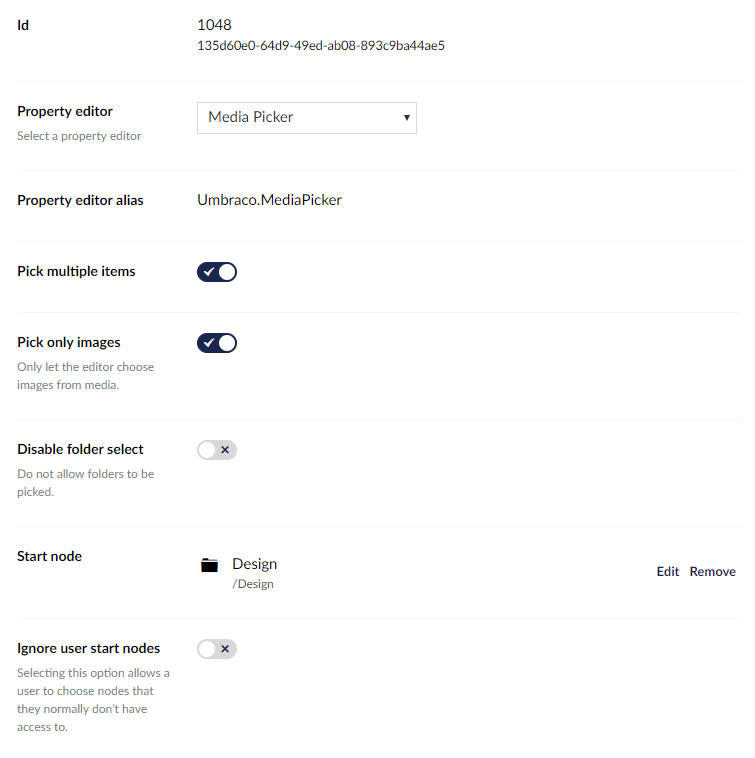 Id
1048
135d60e0-64d9-49ed-ab08-893c9ba44ae5
Property editor
Select a property editor
Media Picker
Property editor alias
Umbraco.MediaPicker
Pick multiple items
Pick only images
Only let the editor choose
images from media.
Disable folder select
Do not allow folders to be
picked.
Start node
Design
/Design
Edit Remove
Ignore user start nodes
Selecting this option allows a
user to choose nodes that
they normally don't have
access to.